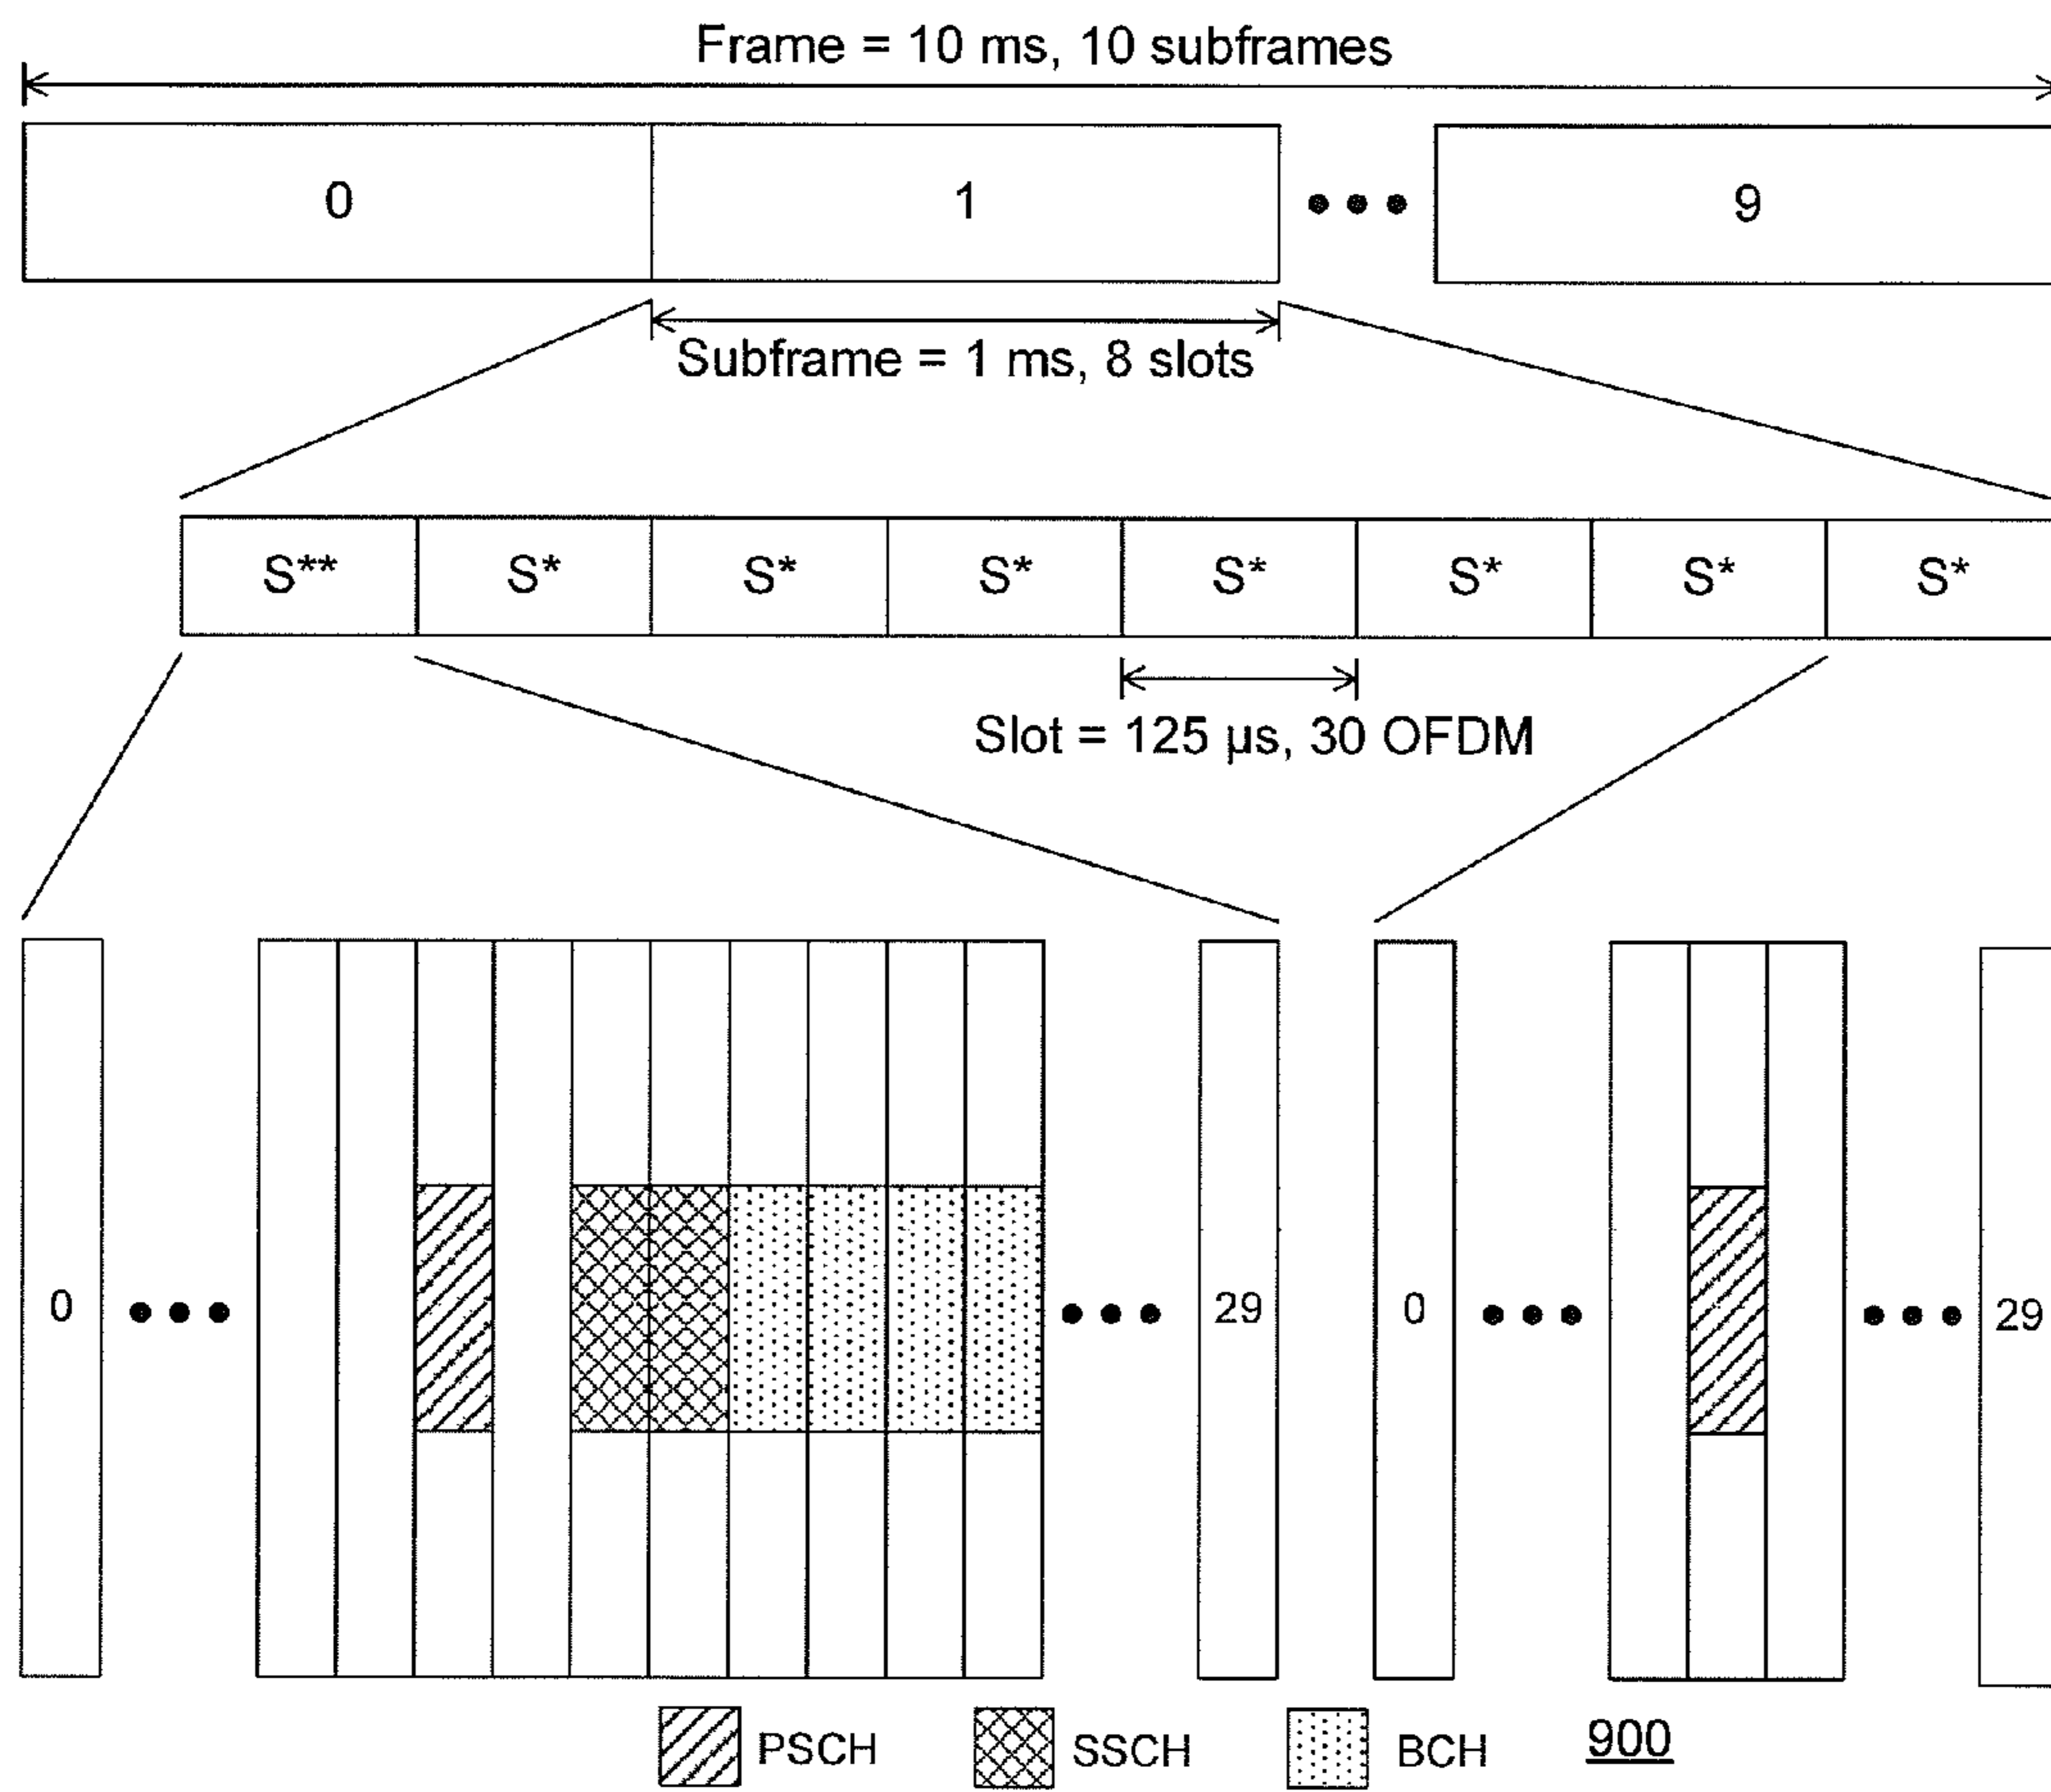 Frame = 10 ms, 10 subframes
0 1 9
Subframe = 1 ms, 8 slots
S** S* S* S* S* S* S* S*
Slot = 125 µs, 30 OFDM
0 29 0 29
PSCH SSCH BCH 900